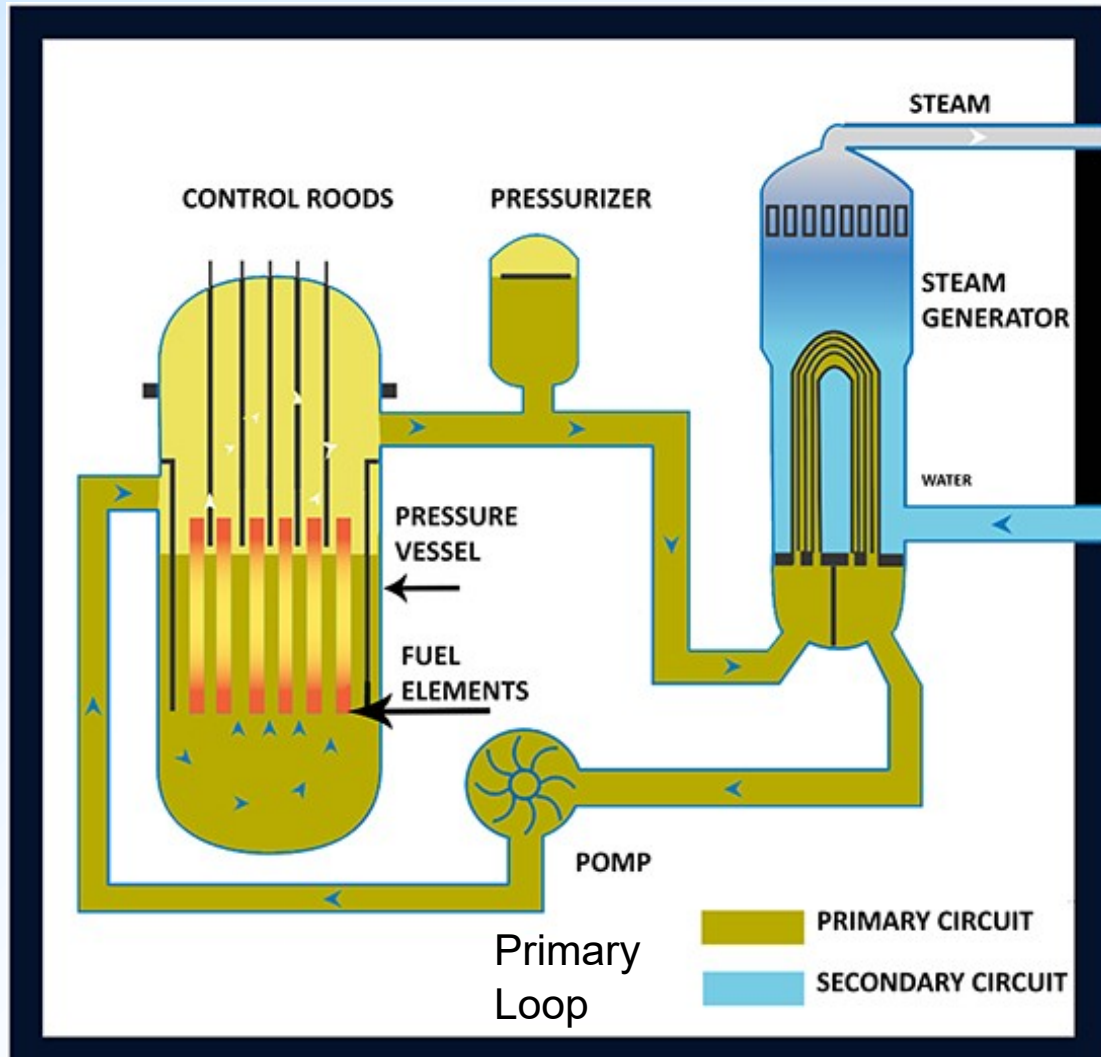 STEAM
CONTROL ROODS
PRESSURIZER
STEAM
GENERATOR
WATER
PRESSURE
VESSEL
FUEL
ELEMENTS
POMP
PRIMARY CIRCUIT
Primary
Loop
SECONDARY CIRCUIT